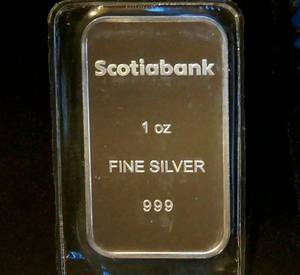 Scotiabank
1 oz
FINE SILVER
999